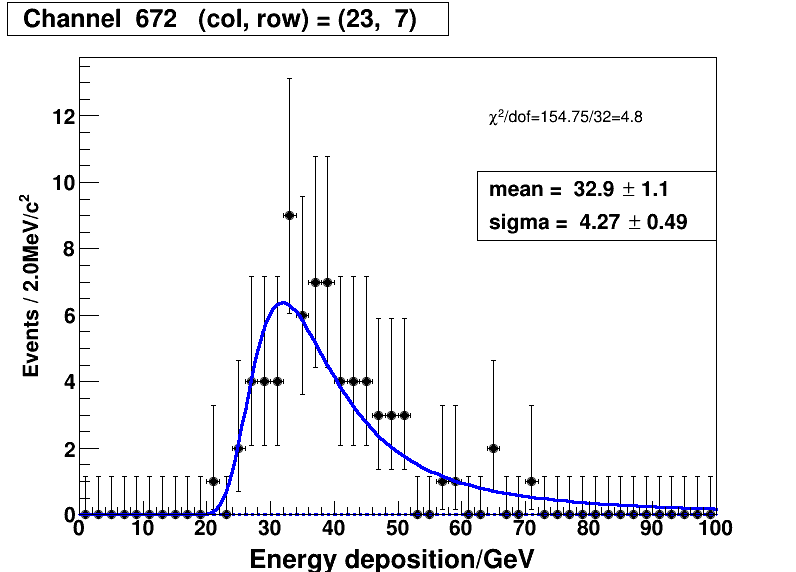 Channel 672 (col, row) = (23, 7)
χ²/dof=154.75/32=4.8
mean = 32.9 ± 1.1
sigma = 4.27 ± 0.49
Events / 2.0MeV/c²
12
10
8
6
4
2
0
0 10 20 30 40 50 60 70 80 90 100
Energy deposition/GeV